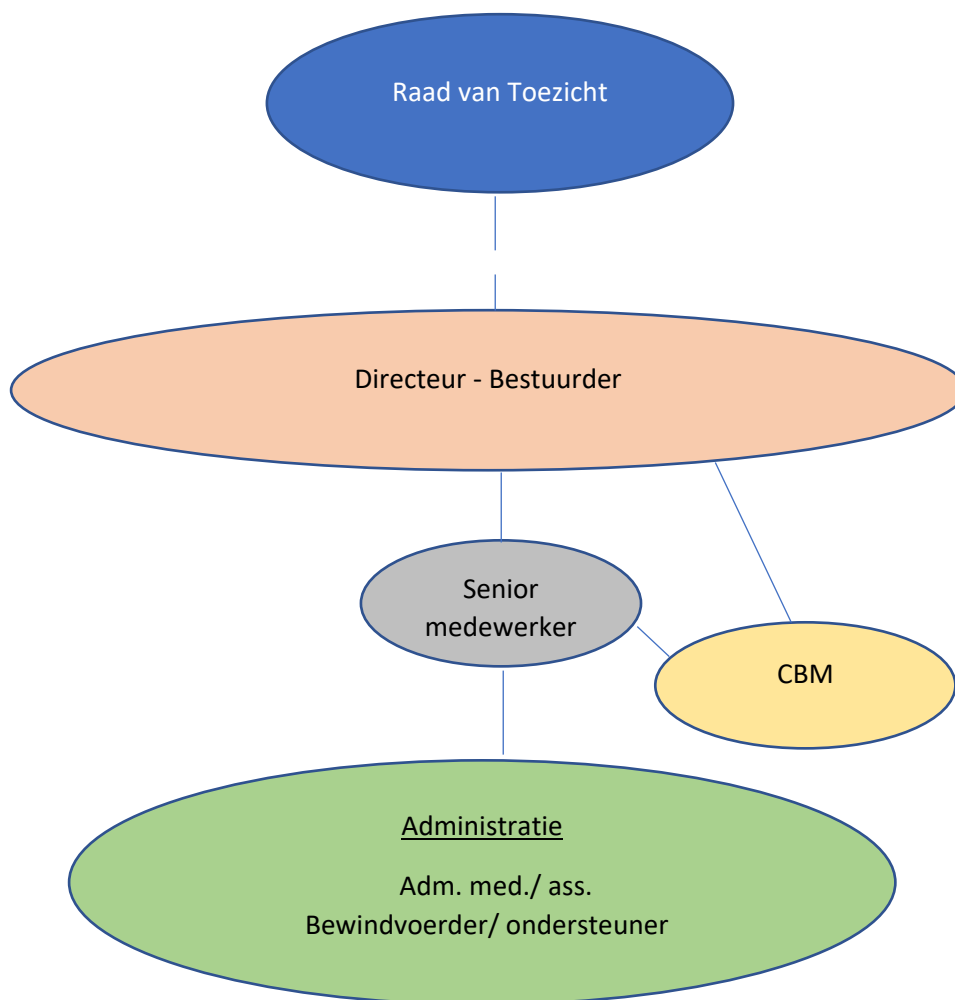 Raad van Toezicht
Directeur - Bestuurder
Senior
medewerker
CBM
Administratie
Adm. med./ ass.
Bewindvoerder/ ondersteuner